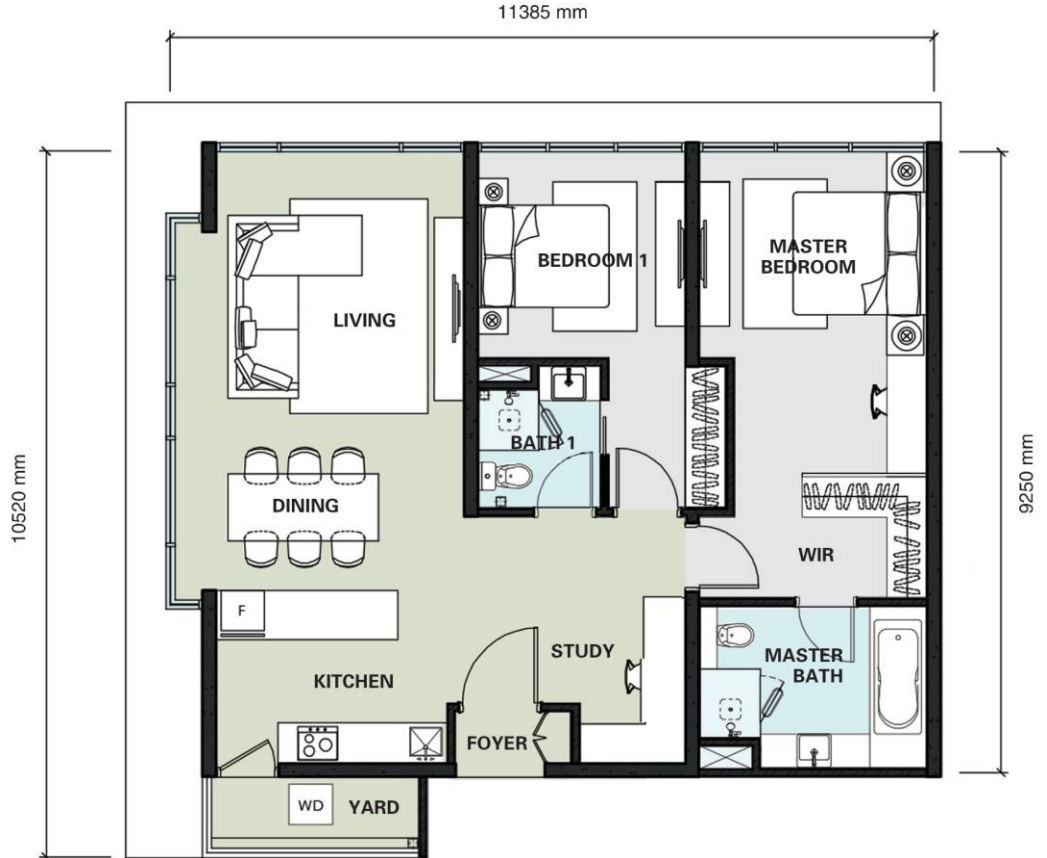 11385 mm
BEDROOM 1
MASTER
BEDROOM
LIVING
BATH 1
10520 mm
9250 mm
DINING
WIR
F
STUDY
MASTER
BATH
KITCHEN
FOYER
WD
YARD